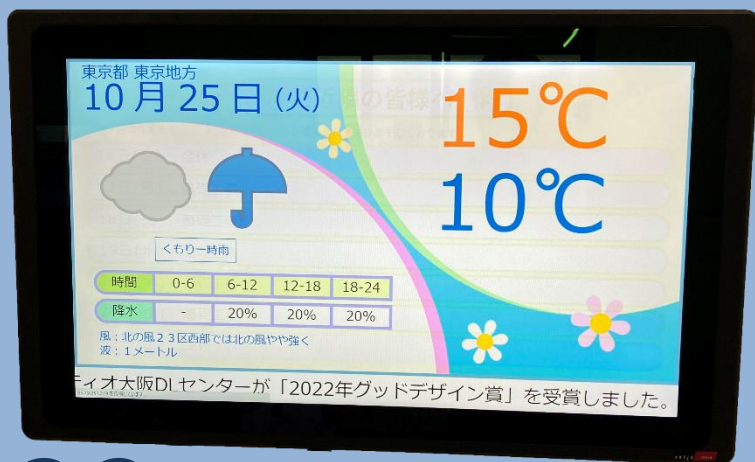 東京都 東京地方
10月25日(火)
15℃
10℃
くもり一時雨
時間 0-6 6-12 12-18 18-24
降水 - 20% 20% 20%
風:北の風23区西部では北の風やや強く
波:1メートル
ティオ大阪DLセンターが「2022年グッドデザイン賞」を受賞しました。
の皆様へ